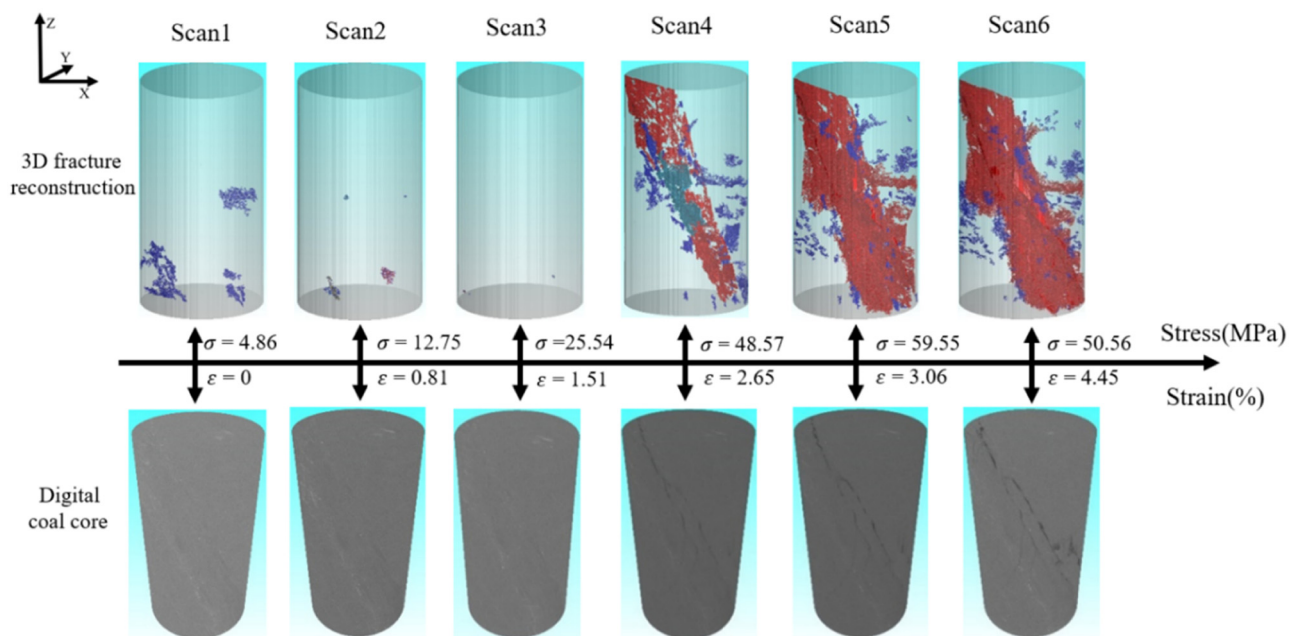 Z
Y
X
Scan1
Scan2
Scan3
Scan4
Scan5
Scan6
3D fracture
reconstruction
σ = 4.86
σ = 12.75
σ =25.54
σ = 48.57
σ = 59.55
σ = 50.56
Stress(MPa)
ε = 0
ε = 0.81
ε = 1.51
ε = 2.65
ε = 3.06
ε = 4.45
Strain(%)
Digital
coal core